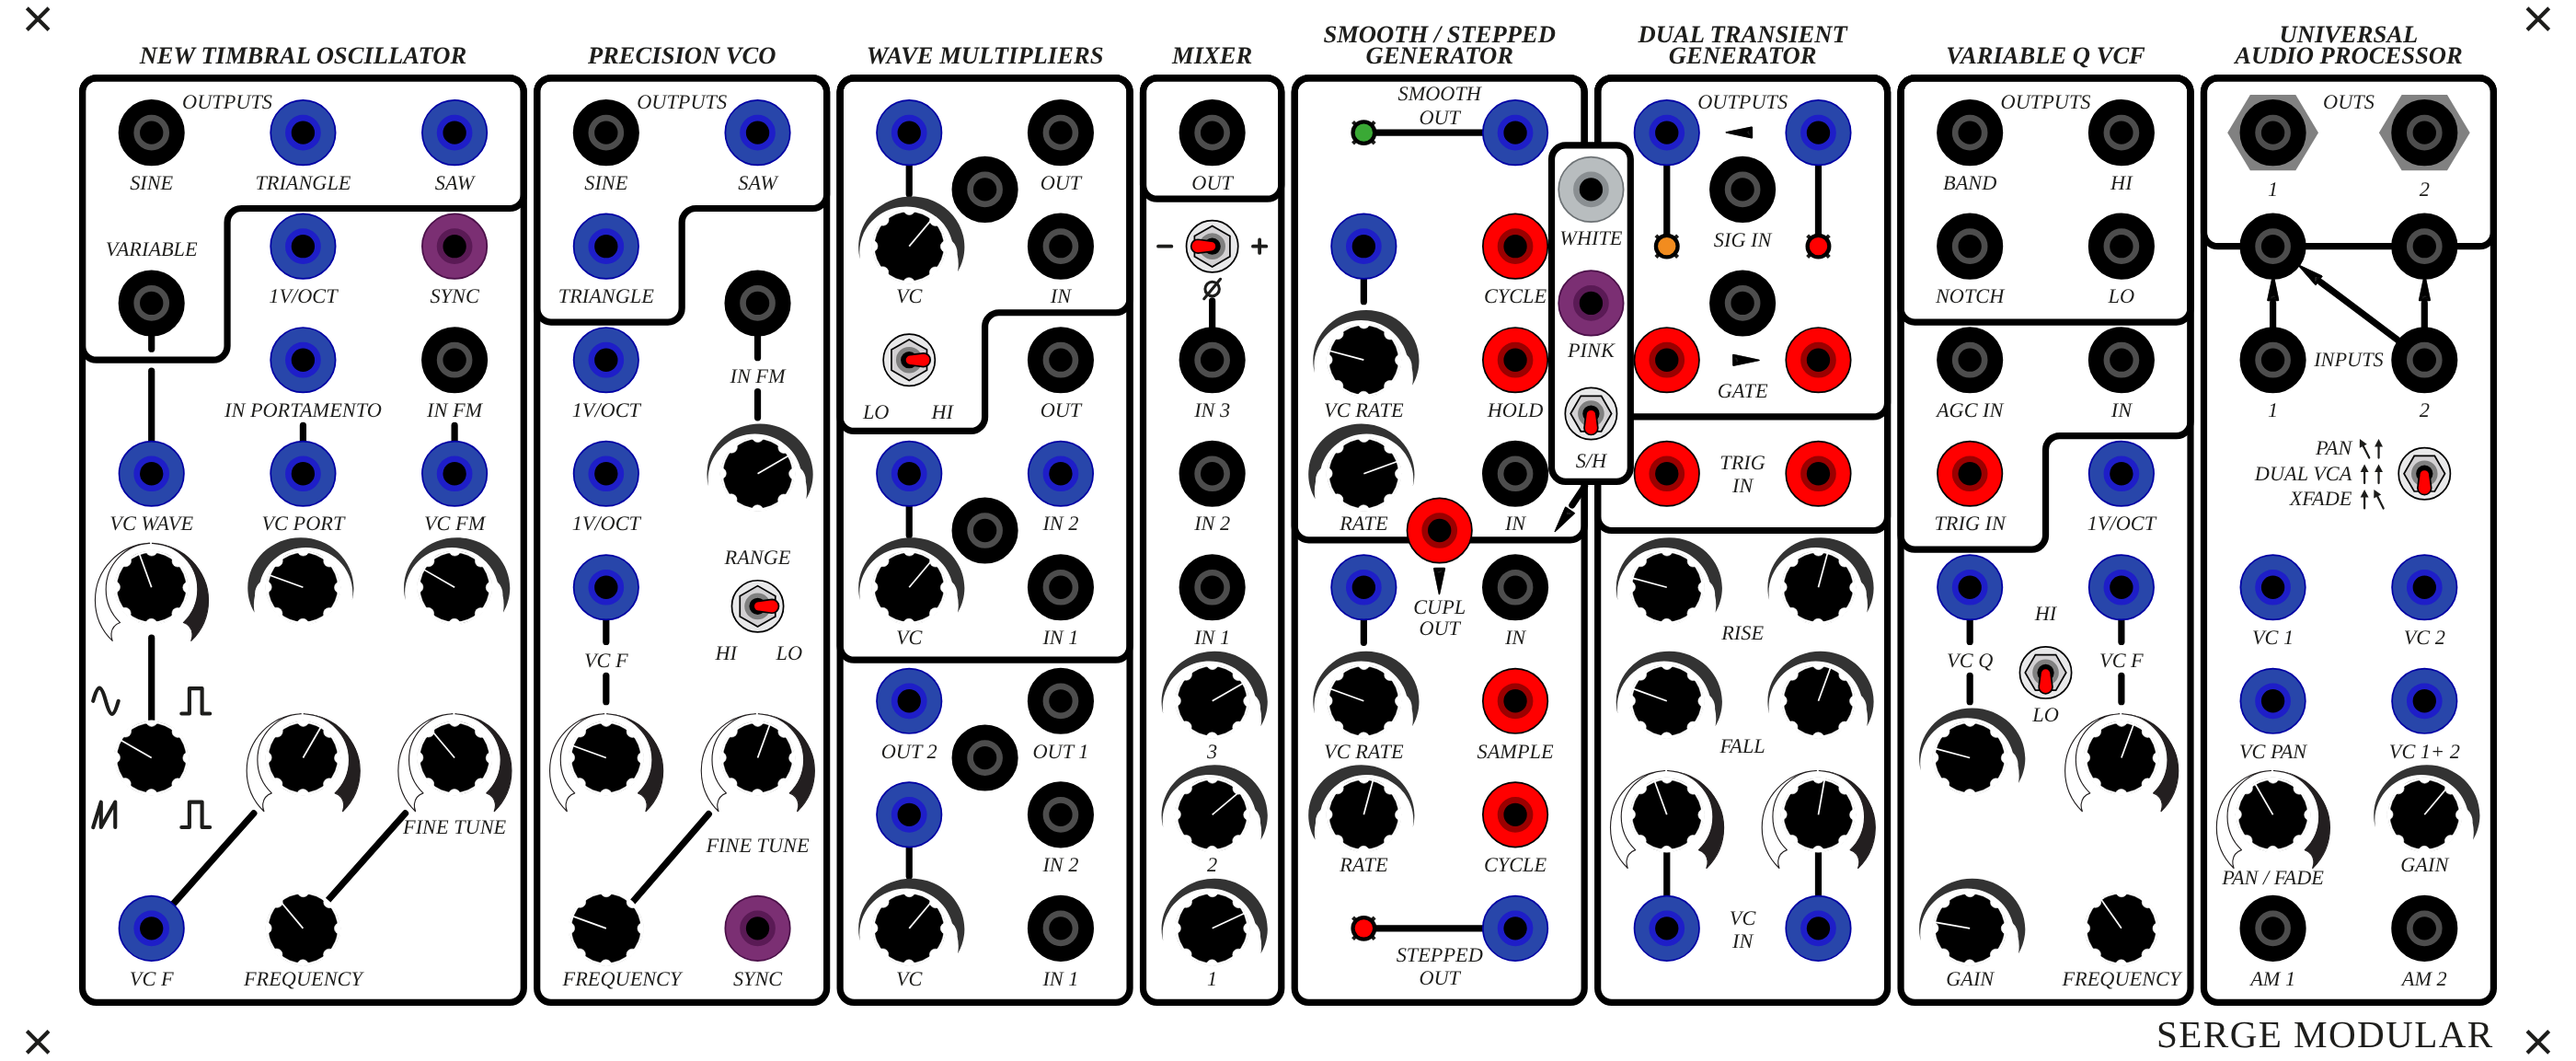 NEW TIMBRAL OSCILLATOR
OUTPUTS
SINE
TRIANGLE
SAW
VARIABLE
1V/OCT
SYNC
IN PORTAMENTO
IN FM
VC WAVE
VC PORT
VC FM
FINE TUNE
VC F
FREQUENCY
PRECISION VCO
OUTPUTS
SINE
SAW
TRIANGLE
IN FM
1V/OCT
1V/OCT
RANGE
HI
LO
VC F
FINE TUNE
FREQUENCY
SYNC
WAVE MULTIPLIERS
OUT
VC
IN
LO
HI
OUT
IN 2
VC
IN 1
OUT 2
OUT 1
IN 2
VC
IN 1
MIXER
OUT
− +
Ø
IN 3
IN 2
IN 1
3
2
1
SMOOTH / STEPPED
GENERATOR
SMOOTH
OUT
CYCLE
VC RATE
HOLD
RATE
IN
CUPL
OUT
IN
VC RATE
SAMPLE
RATE
CYCLE
STEPPED
OUT
WHITE
PINK
S/H
DUAL TRANSIENT
GENERATOR
OUTPUTS
SIG IN
GATE
TRIG
IN
RISE
FALL
VC
IN
VARIABLE Q VCF
OUTPUTS
BAND
HI
NOTCH
LO
AGC IN
IN
TRIG IN
1V/OCT
HI
VC Q
VC F
LO
GAIN
FREQUENCY
UNIVERSAL
AUDIO PROCESSOR
OUTS
1
2
INPUTS
1
2
PAN
DUAL VCA
XFADE
VC 1
VC 2
VC PAN
VC 1+ 2
PAN / FADE
GAIN
AM 1
AM 2
SERGE MODULAR